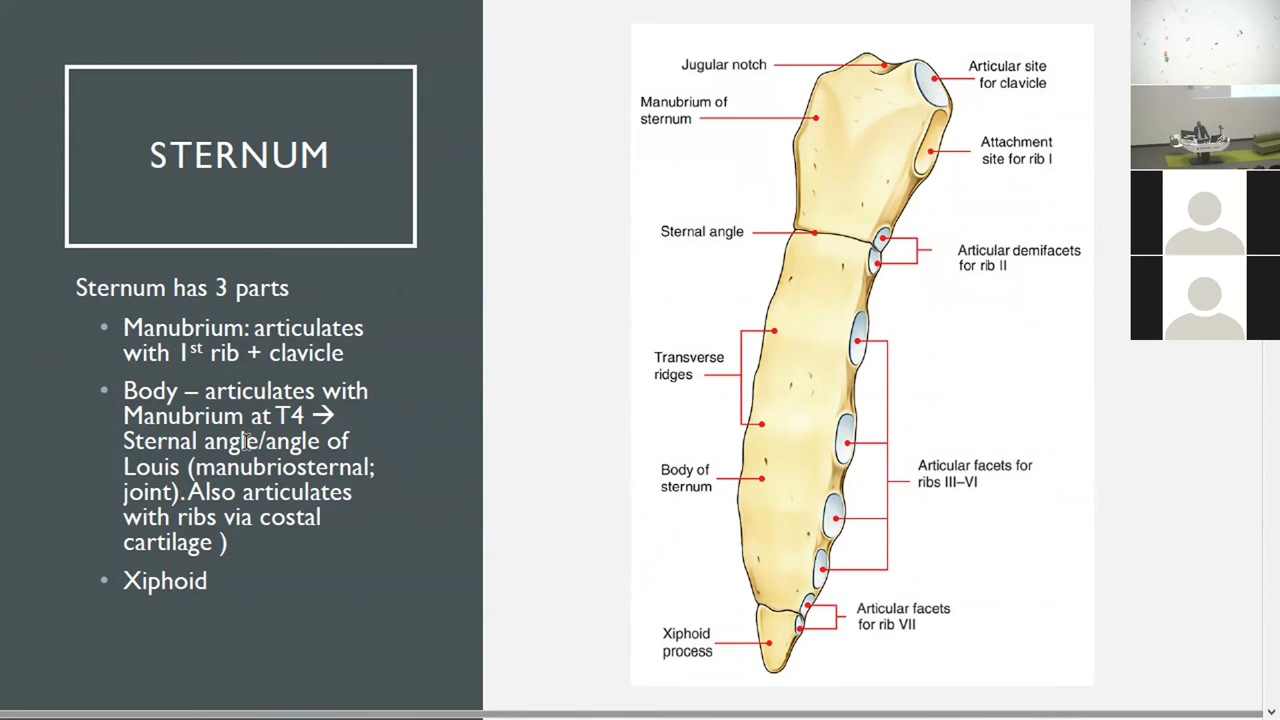 STERNUM
Sternum has 3 parts
• Manubrium: articulates
with 1st rib + clavicle
• Body – articulates with
Manubrium at T4 →
Sternal angle/angle of
Louis (manubriosternal;
joint). Also articulates
with ribs via costal
cartilage )
• Xiphoid
Jugular notch
Manubrium of
sternum
Sternal angle
Transverse
ridges
Body of
sternum
Xiphoid
process
Articular site
for clavicle
Attachment
site for rib I
Articular demifacets
for rib II
Articular facets for
ribs III–VI
Articular facets
for rib VII